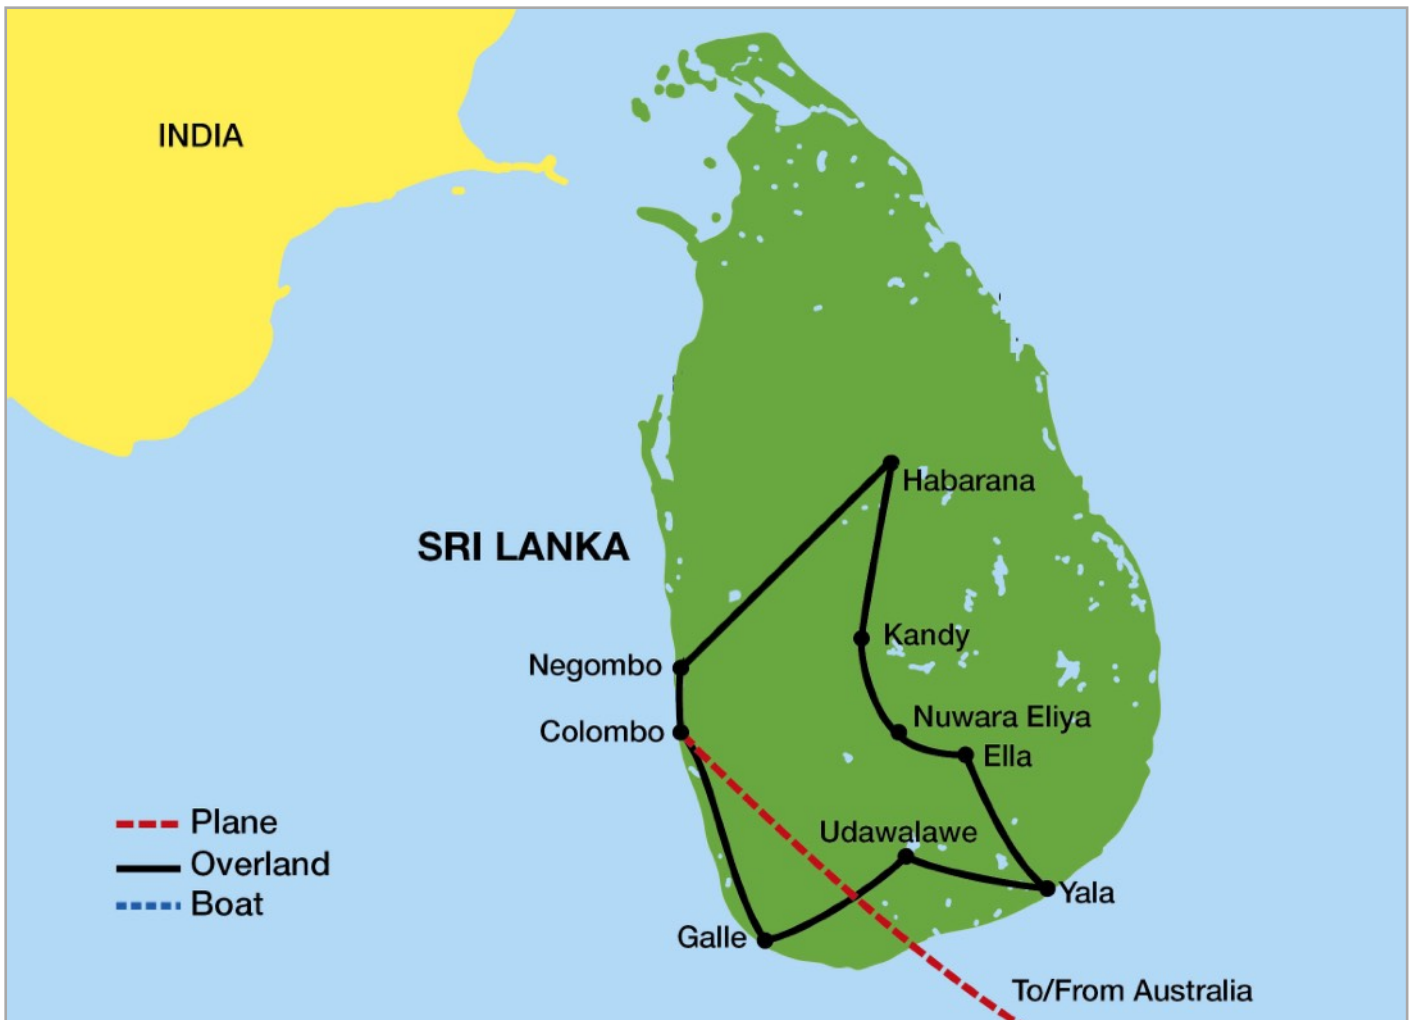 INDIA
Habarana
SRI LANKA
Kandy
Negombo
Nuwara Eliya
Colombo
Ella
Plane
Udawalawe
Overland
Yala
Boat
Galle
To/From Australia